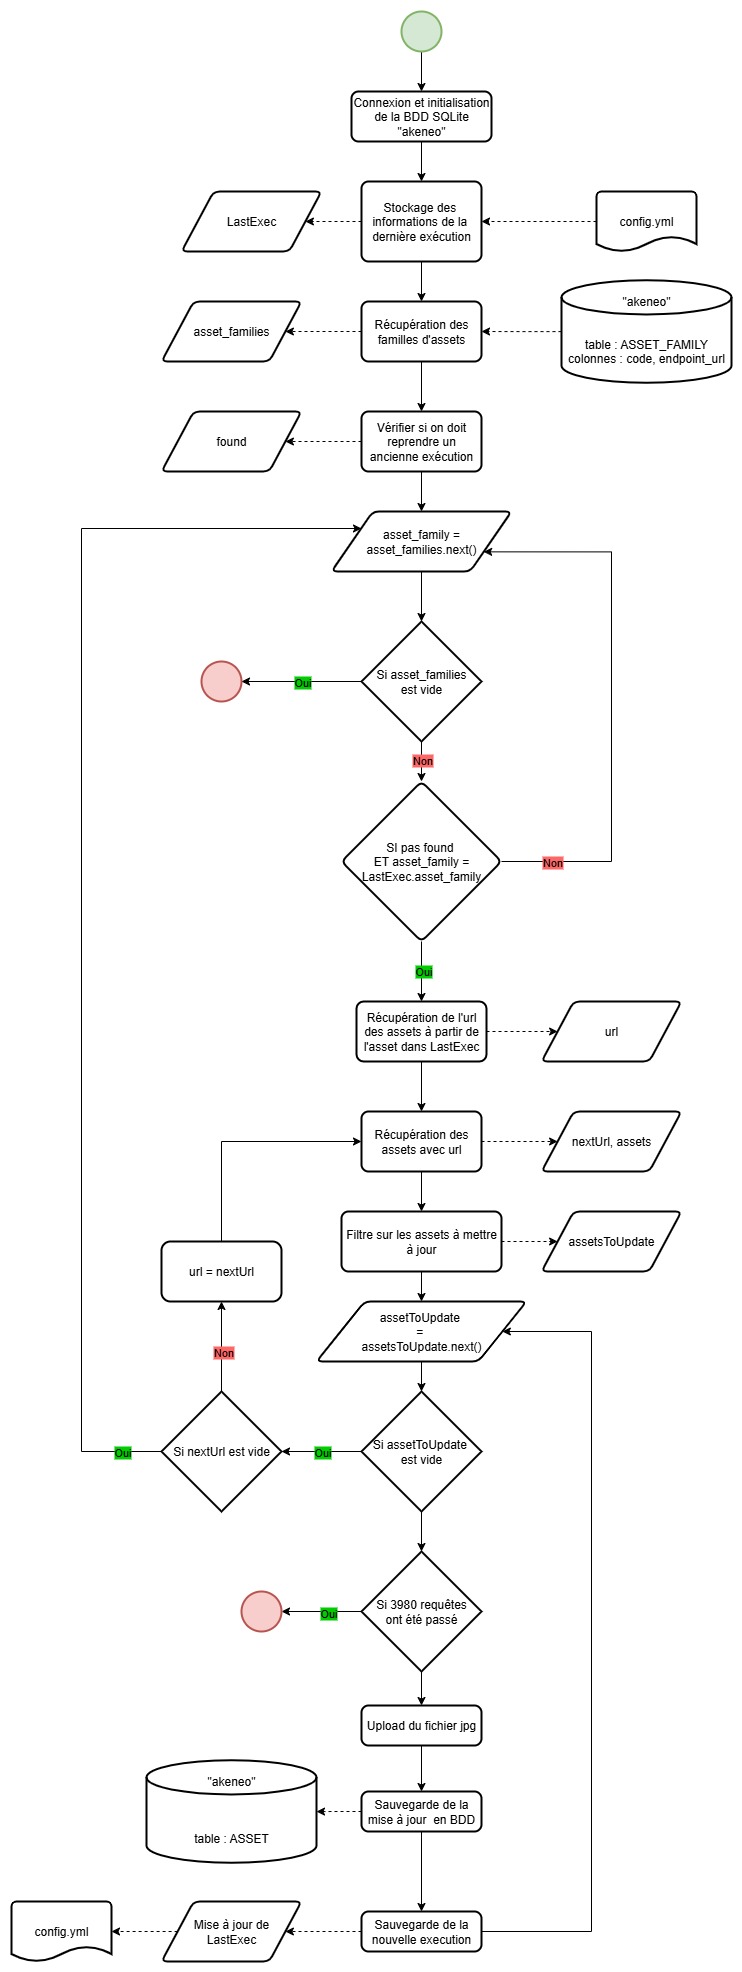 Connexion et initialisation
de la BDD SQLite
"akeneo"
LastExec
Stockage des
informations de la
dernière exécution
config.yml
asset_families
Récupération des
familles d'assets
"akeneo"
table : ASSET_FAMILY
colonnes : code, endpoint_url
found
Vérifier si on doit
reprendre un
ancienne exécution
asset_family =
asset_families.next()
Si asset_families
est vide
Oui
Non
SI pas found
ET asset_family =
LastExec.asset_family
Non
Oui
Récupération de l'url
des assets à partir de
l'asset dans LastExec
url
Récupération des
assets avec url
nextUrl, assets
Filtre sur les assets à mettre
à jour
assetsToUpdate
url = nextUrl
assetToUpdate
=
assetsToUpdate.next()
Non
Si assetToUpdate
est vide
Oui
Si nextUrl est vide
Oui
Si 3980 requêtes
ont été passé
Oui
Upload du fichier jpg
Sauvegarde de la
mise à jour en BDD
"akeneo"
table : ASSET
Sauvegarde de la
nouvelle execution
Mise à jour de
LastExec
config.yml